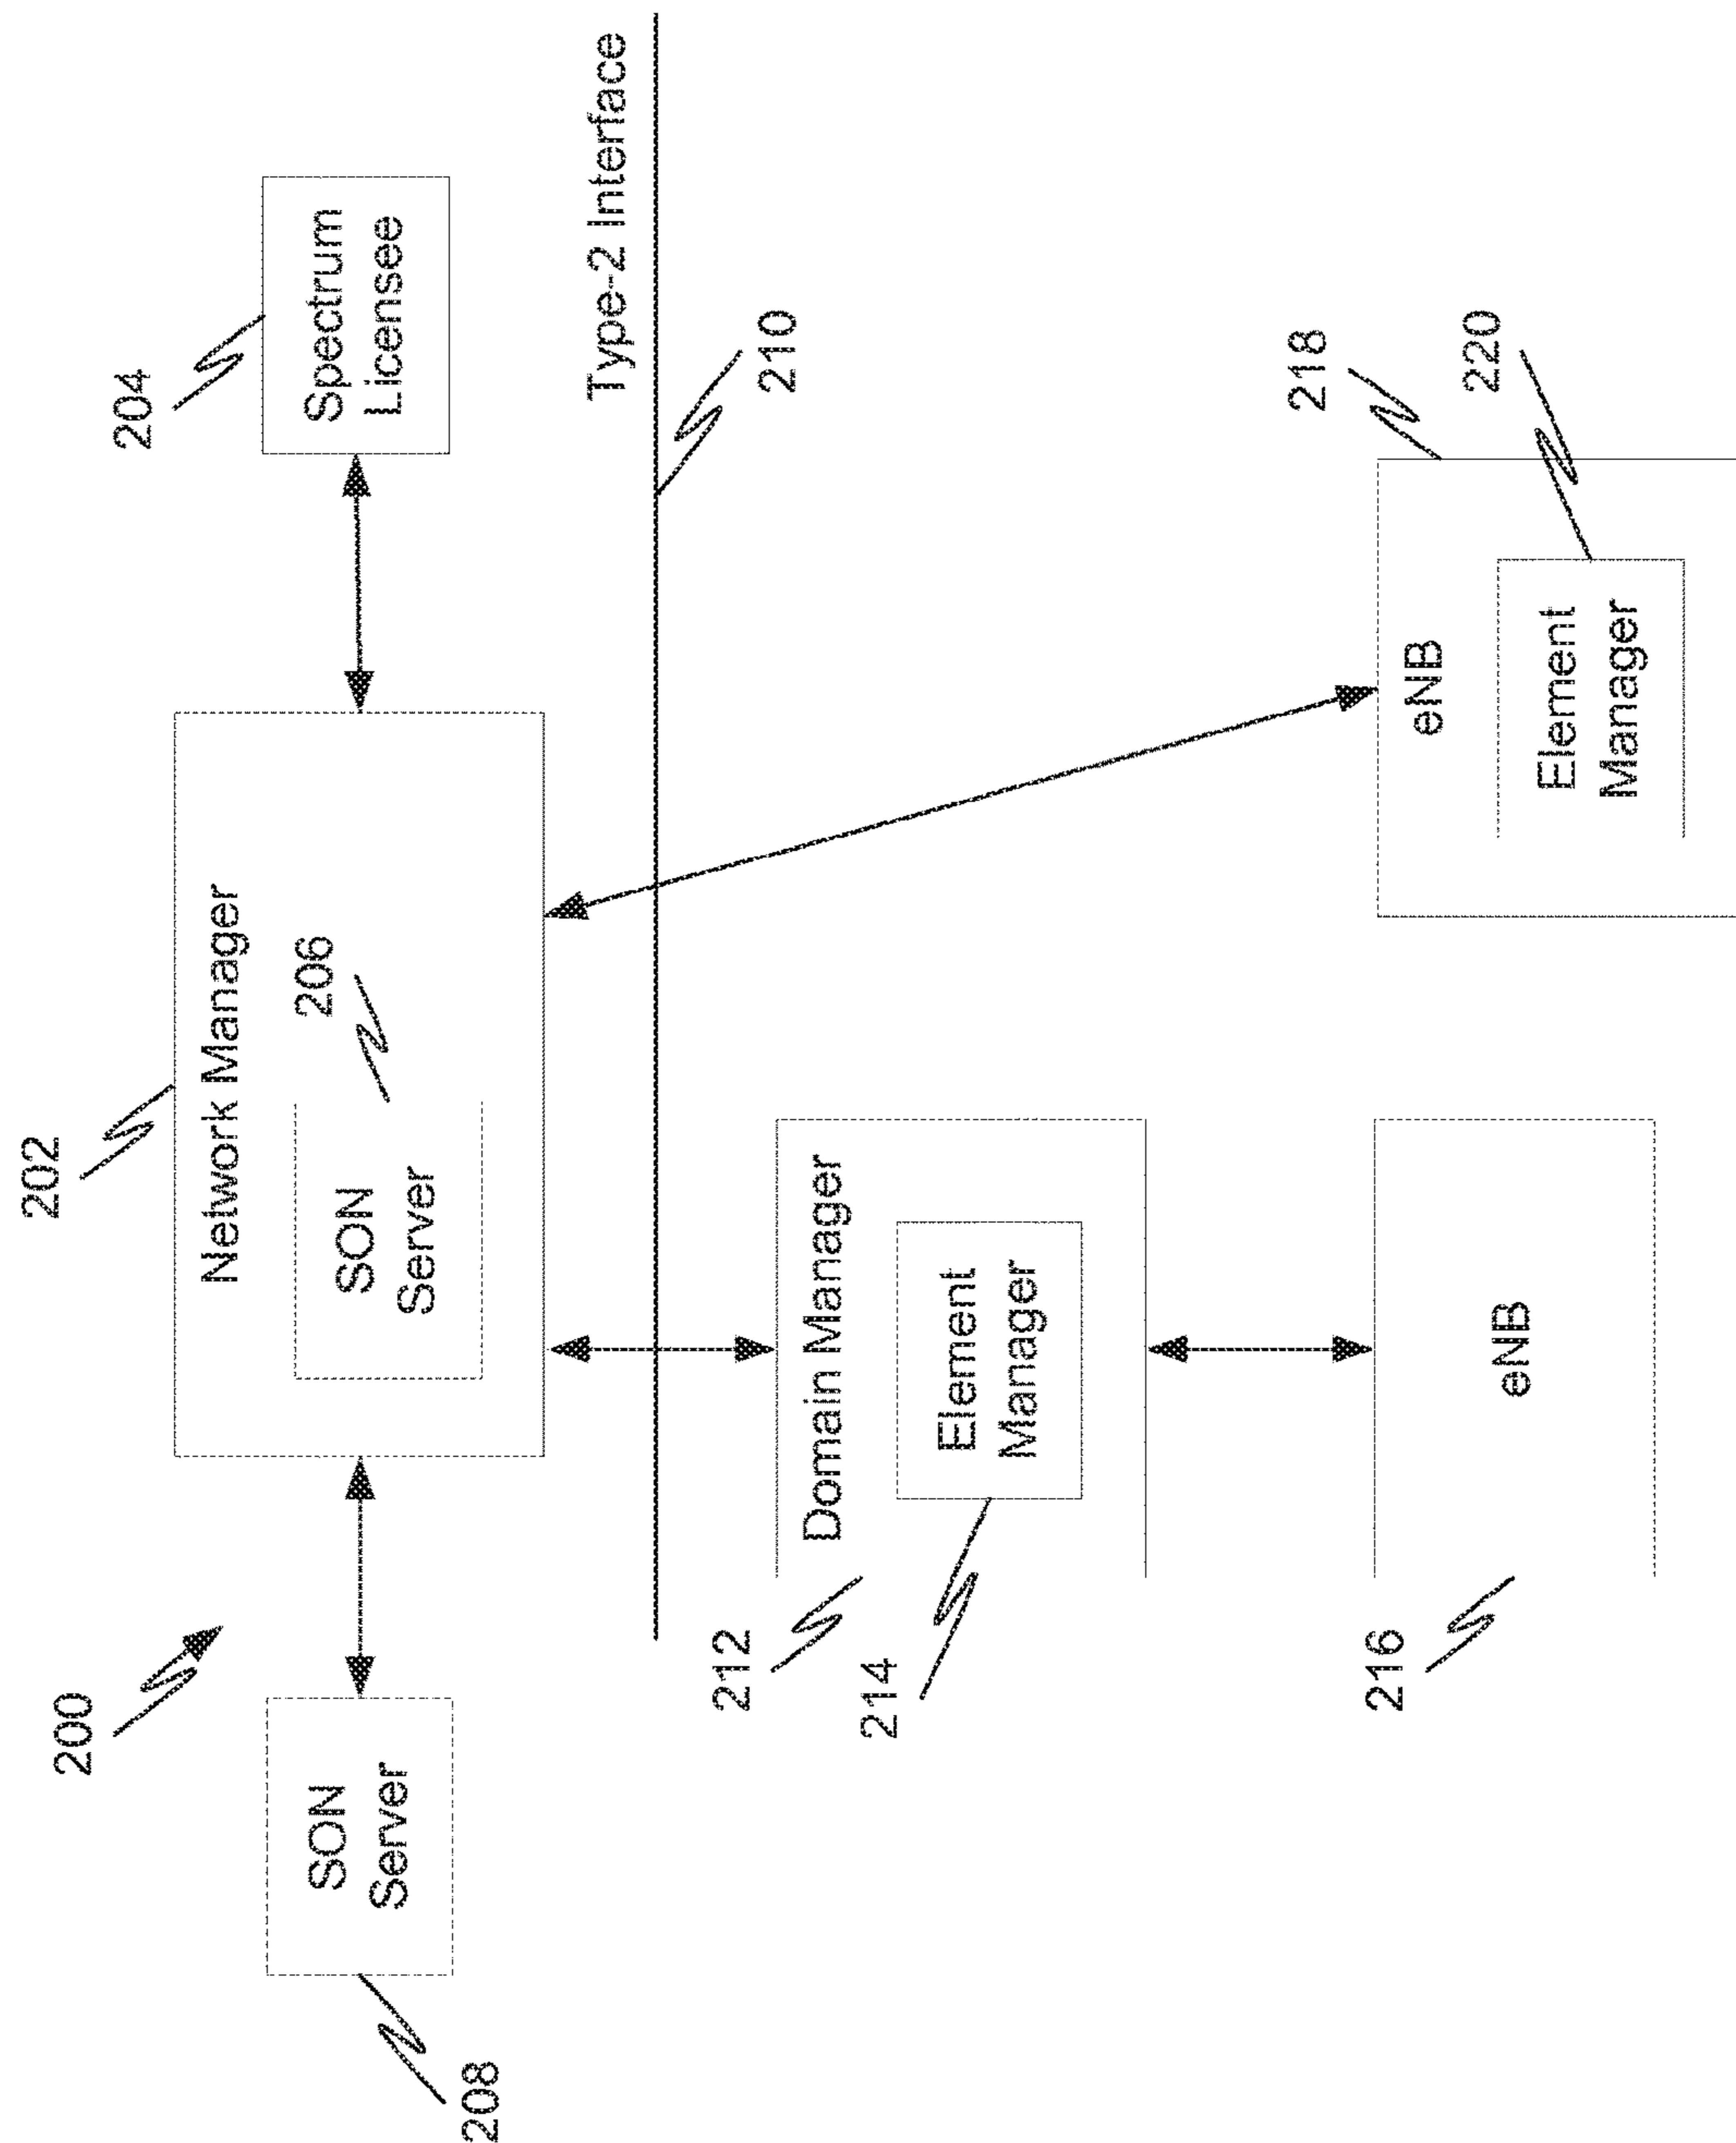 200
202
204
208
SON
Server
Network Manager
206
SON
Server
Spectrum
Licensee
Type-2 Interface
210
212
Domain Manager
214
Element
Manager
216
eNB
218
eNB
220
Element
Manager